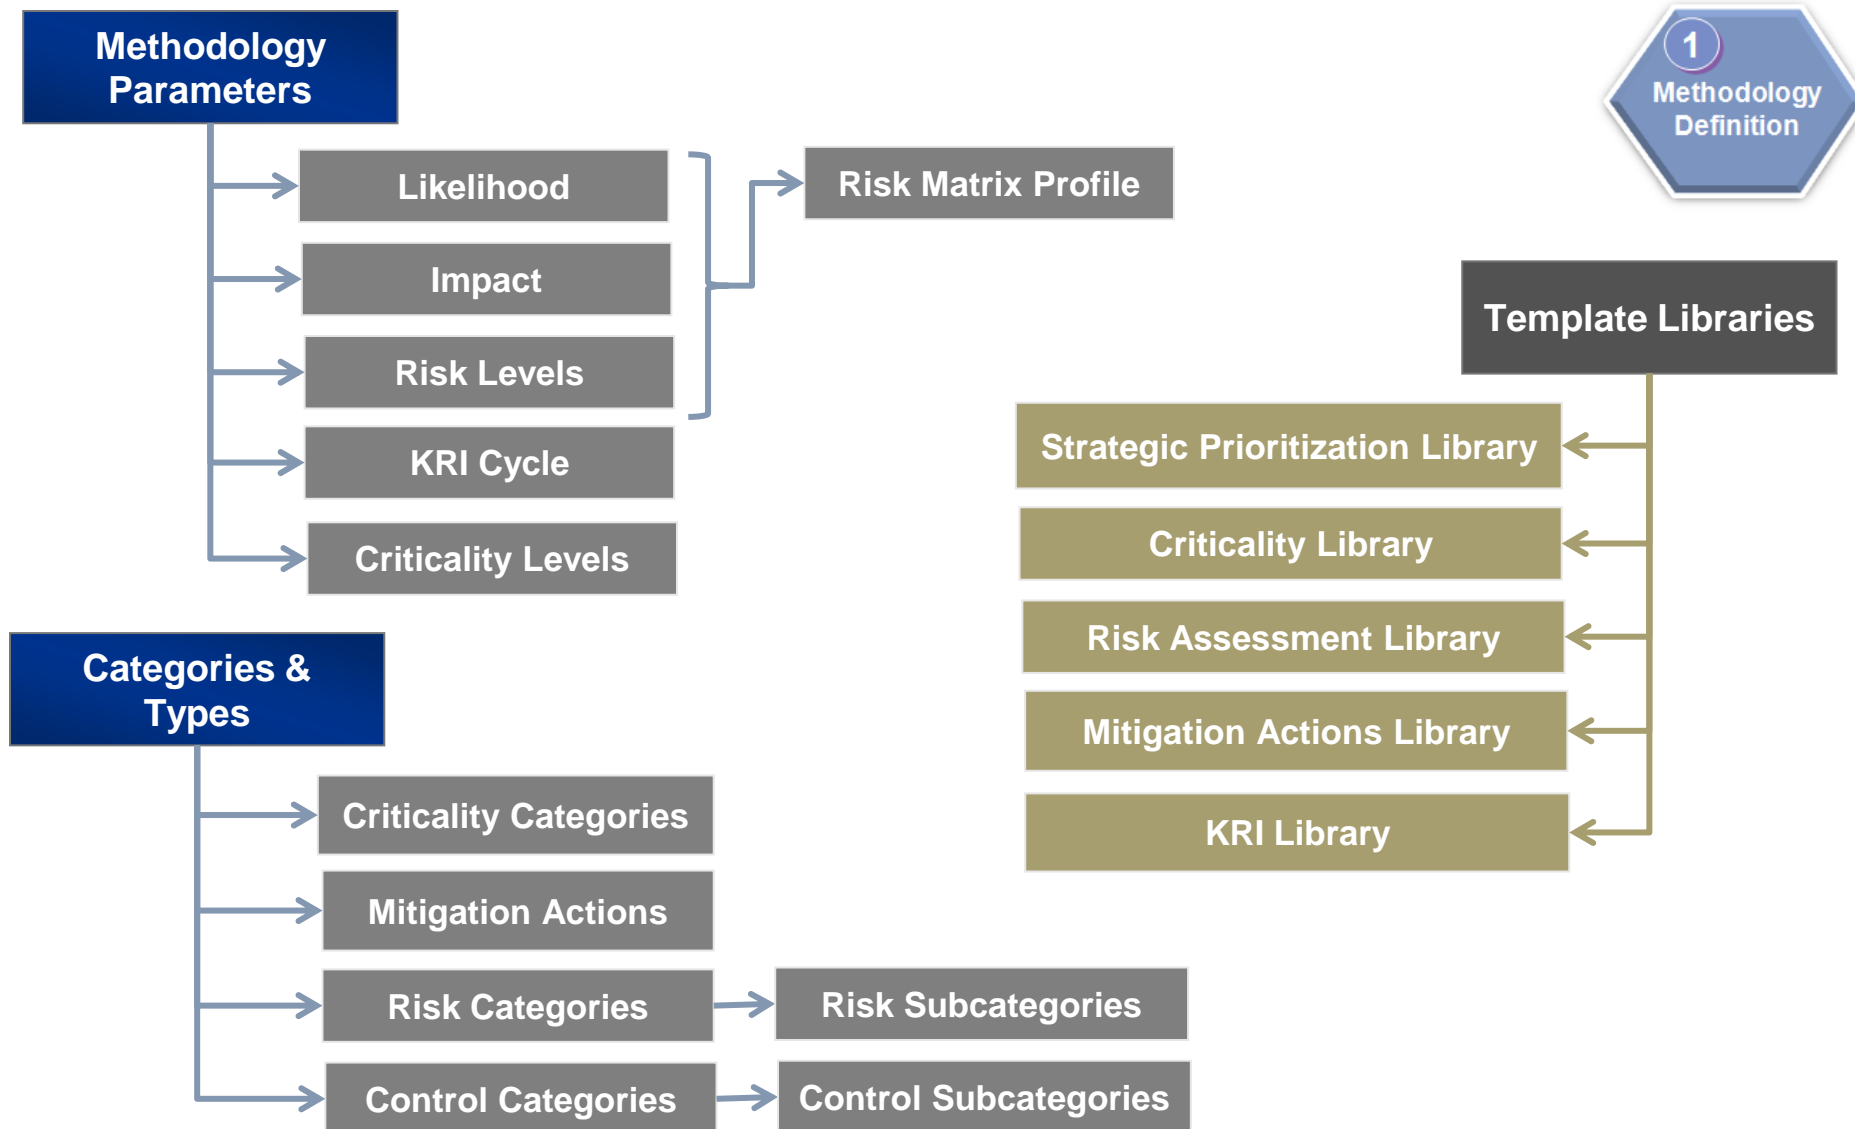 Methodology
Parameters
1
Methodology
Definition
Likelihood
Risk Matrix Profile
Impact
Risk Levels
KRI Cycle
Criticality Levels
Template Libraries
Strategic Prioritization Library
Criticality Library
Risk Assessment Library
Mitigation Actions Library
KRI Library
Categories &
Types
Criticality Categories
Mitigation Actions
Risk Categories
Risk Subcategories
Control Categories
Control Subcategories